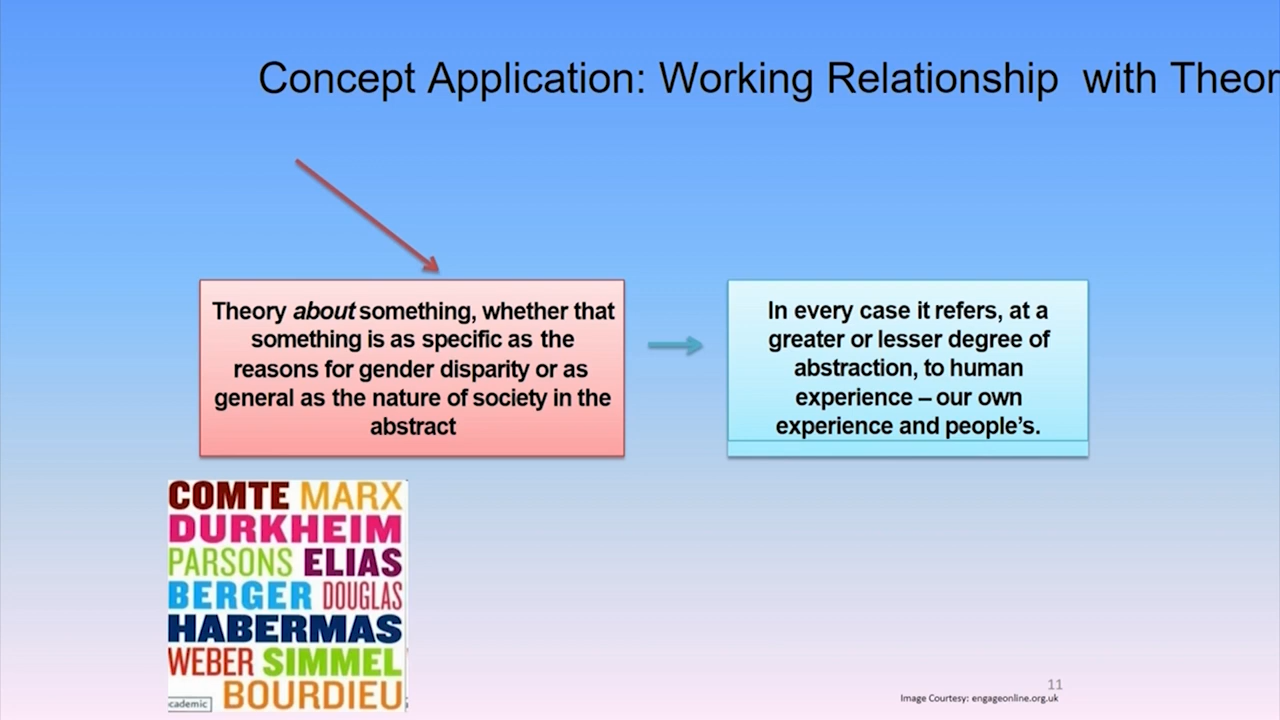 Concept Application: Working Relationship with Theor
Theory about something, whether that
something is as specific as the
reasons for gender disparity or as
general as the nature of society in the
abstract
In every case it refers, at a
greater or lesser degree of
abstraction, to human
experience – our own
experience and people's.
COMTE MARX
DURKHEIM
PARSONS ELIAS
BERGER DOUGLAS
HABERMAS
WEBER SIMMEL
BOURDIEU
cademic
11
Image Courtesy: engageonline.org.uk